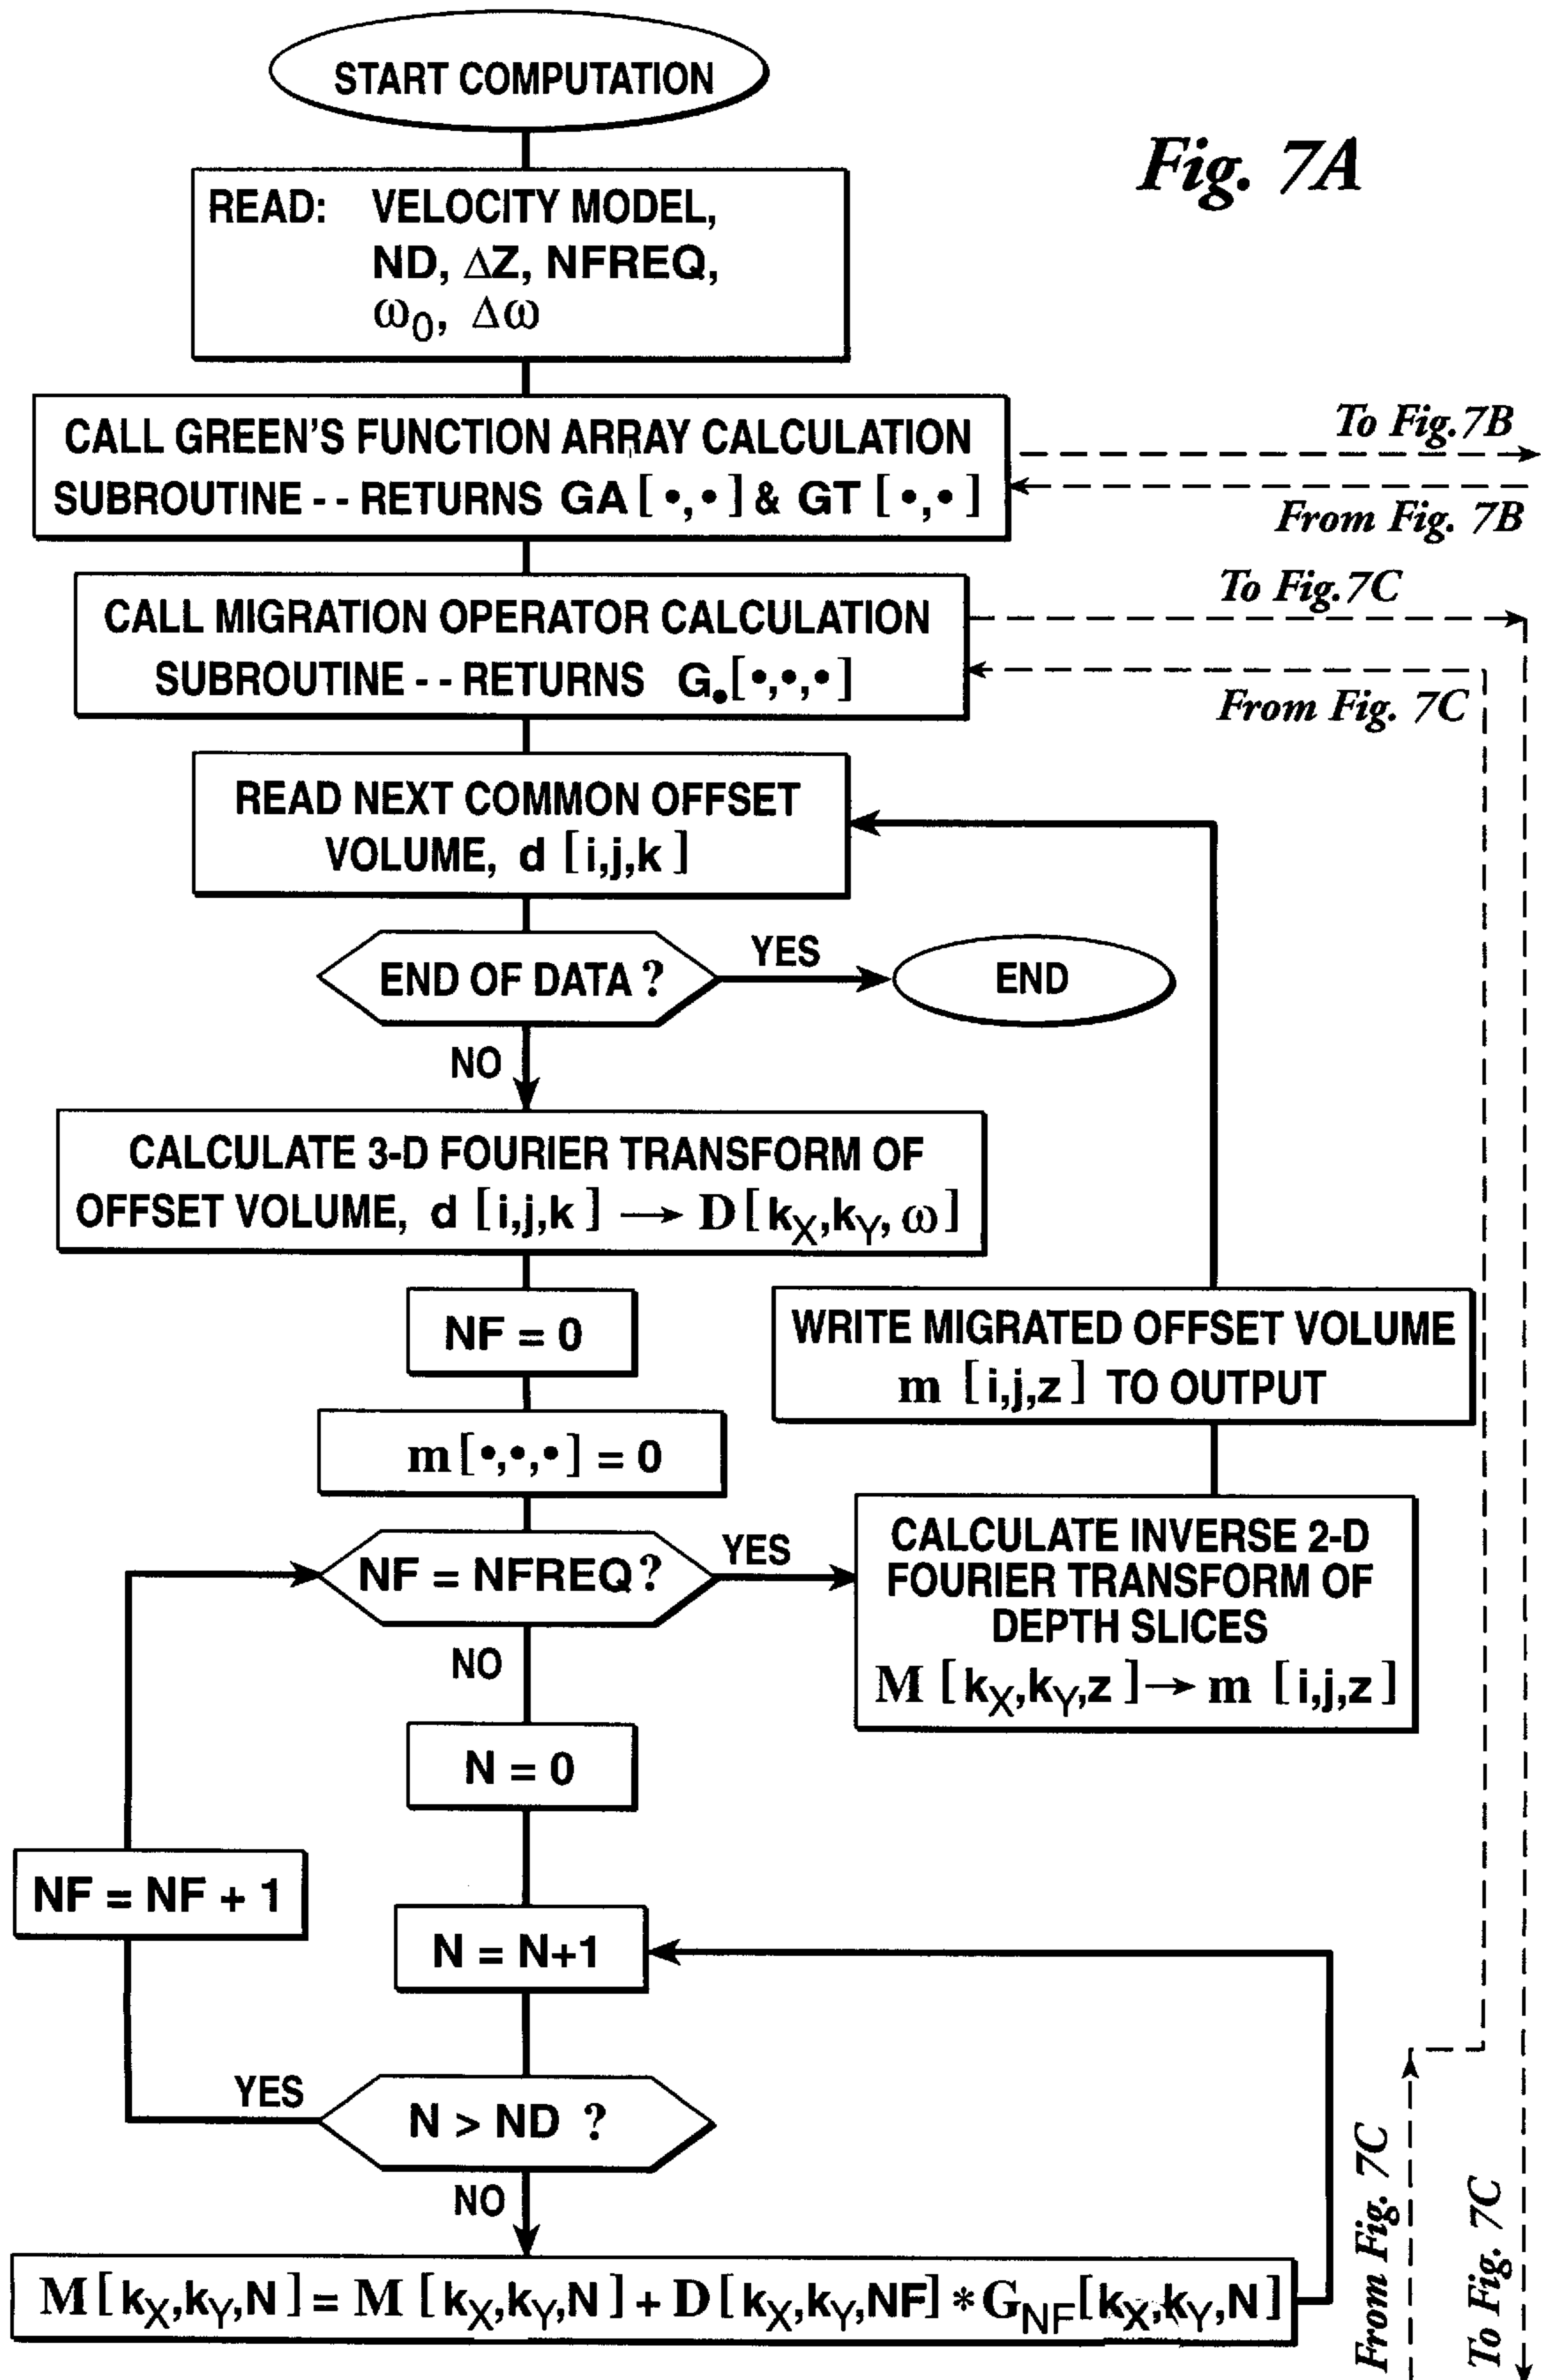 START COMPUTATION
Fig. 7A
READ: VELOCITY MODEL,
ND, ΔZ, NFREQ,
ω₀, Δω
CALL GREEN'S FUNCTION ARRAY CALCULATION
SUBROUTINE - - RETURNS GA [•,•] & GT [•,•]
To Fig.7B
From Fig. 7B
CALL MIGRATION OPERATOR CALCULATION
SUBROUTINE - - RETURNS G•[•,•,•]
To Fig.7C
From Fig. 7C
READ NEXT COMMON OFFSET
VOLUME, d [i,j,k]
END OF DATA ?
YES
END
NO
CALCULATE 3-D FOURIER TRANSFORM OF
OFFSET VOLUME, d [i,j,k] → D[kX,kY, ω]
NF = 0
WRITE MIGRATED OFFSET VOLUME
m [i,j,z] TO OUTPUT
m[•,•,•] = 0
NF = NFREQ?
YES
CALCULATE INVERSE 2-D
FOURIER TRANSFORM OF
DEPTH SLICES
M [kX,kY,z]→ m [i,j,z]
NO
N = 0
NF = NF + 1
N = N+1
YES
N > ND ?
NO
M[kX,kY,N] = M [kX,kY,N] + D[kX,kY,NF] *GNF[kX,kY,N]
From Fig. 7C
To Fig. 7C